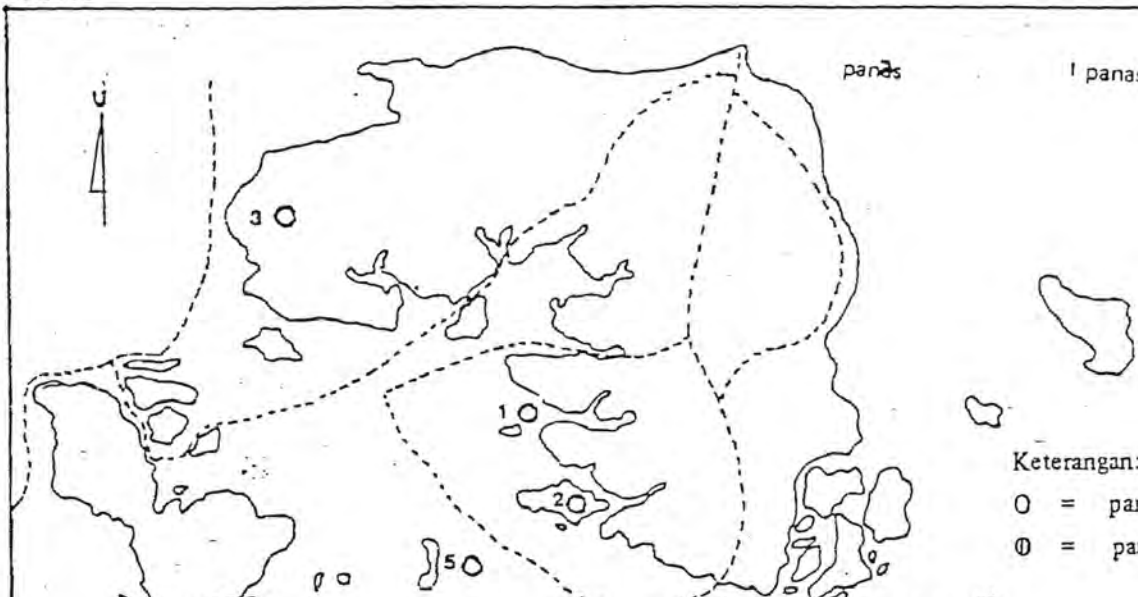 panas
panas
U
3
1
2
5
Keterangan:
O =
Φ =